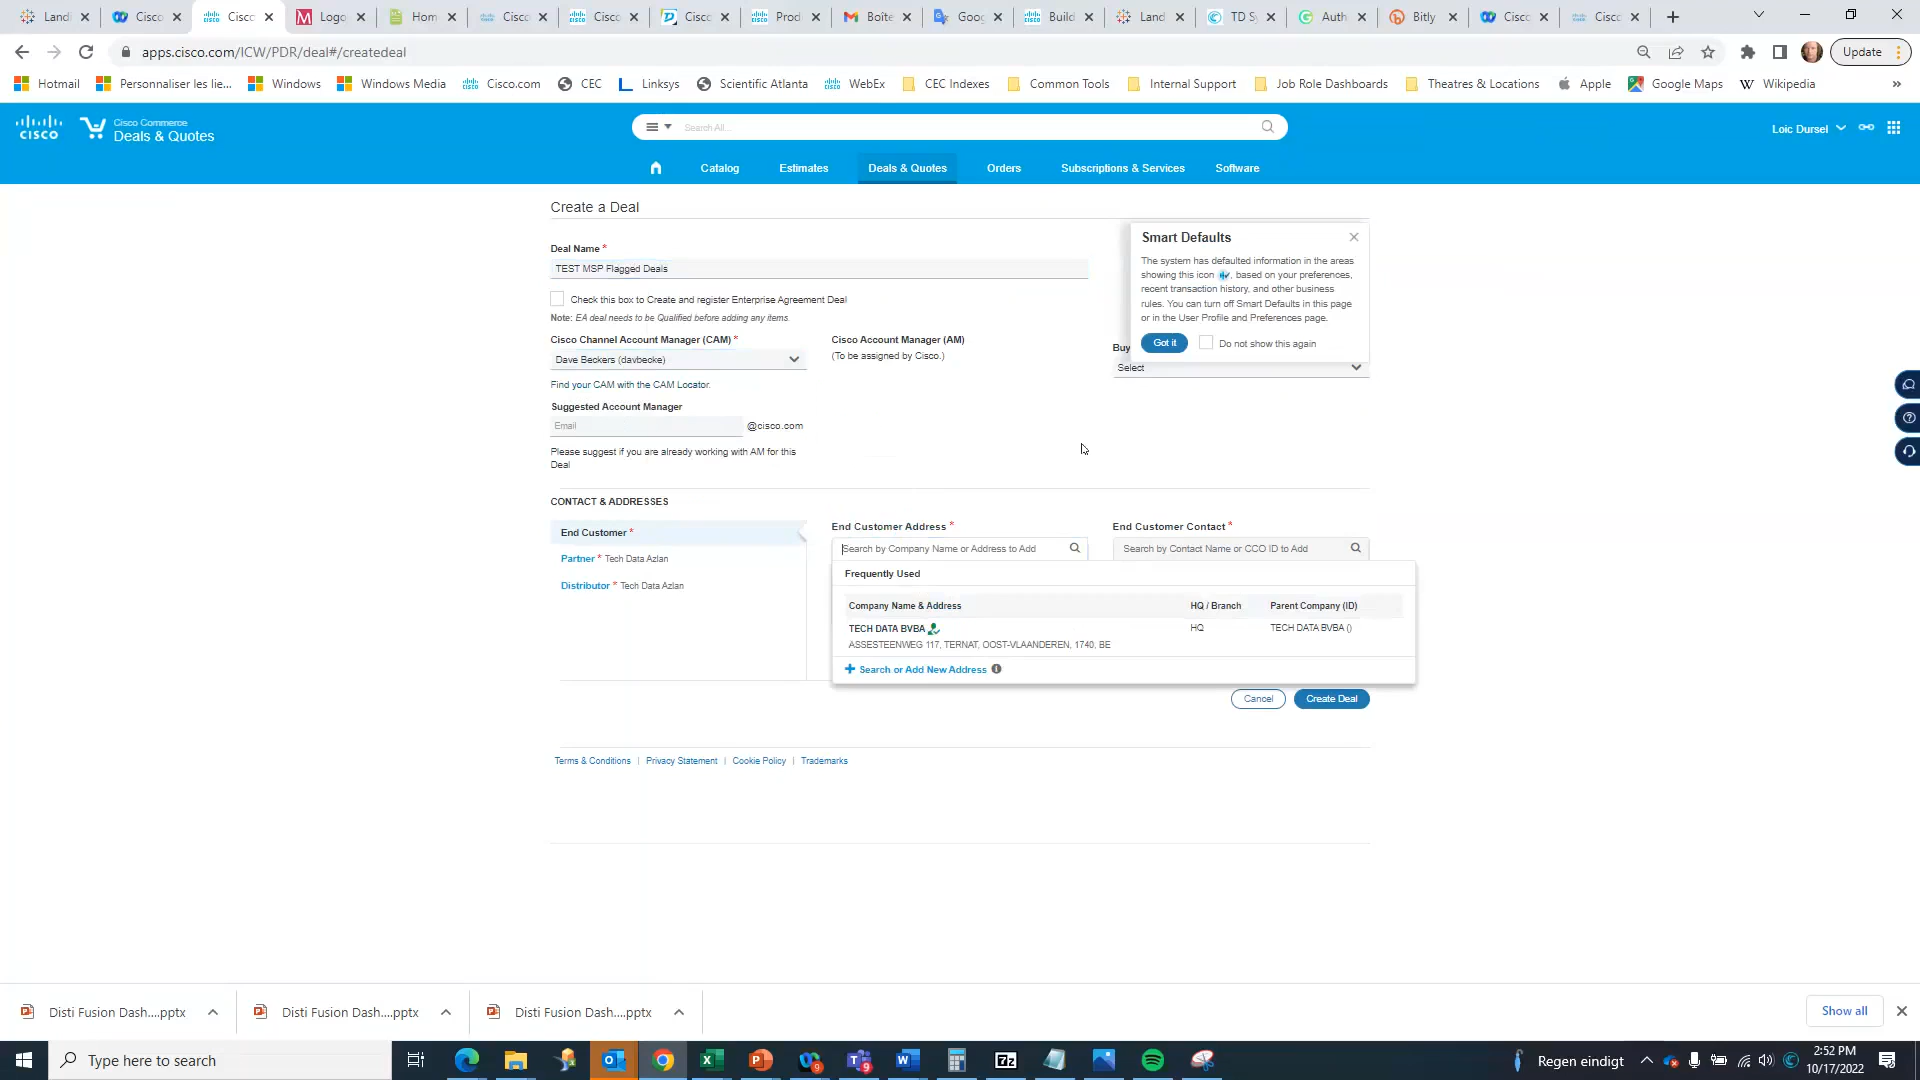 Landi
Cisco
Cisco
Logo
Hom
Cisco
Cisco
Cisco
Prod
Boîte
Goog
Cisco
Build
Land
TD Sy
Auth
Bitly
Cisco
Cisco
apps.cisco.com/ICW/PDR/deal#/createdeal
Update
Hotmail
Personnaliser les lie...
Windows
Windows Media
Cisco.com
CEC
Linksys
Scientific Atlanta
WebEx
CEC Indexes
Common Tools
Internal Support
Job Role Dashboards
Theatres & Locations
Apple
Google Maps
Wikipedia
»
CISCO
Cisco Commerce
Deals & Quotes
Search All...
Loic Dursel
Catalog
Estimates
Deals & Quotes
Orders
Subscriptions & Services
Software
Create a Deal
Deal Name *
TEST MSP Flagged Deals
Check this box to Create and register Enterprise Agreement Deal
Note: EA deal needs to be Qualified before adding any items.
Cisco Channel Account Manager (CAM) *
Dave Beckers (davbecke)
Find your CAM with the CAM Locator.
Cisco Account Manager (AM)
(To be assigned by Cisco.)
Buy
Select
Smart Defaults
The system has defaulted information in the areas
showing this icon , based on your preferences,
recent transaction history, and other business
rules. You can turn off Smart Defaults in this page
or in the User Profile and Preferences page.
Got it
Do not show this again
Suggested Account Manager
Email
@cisco.com
Please suggest if you are already working with AM for this
Deal
CONTACT & ADDRESSES
End Customer *
Partner * Tech Data Azlan
Distributor * Tech Data Azlan
End Customer Address *
Search by Company Name or Address to Add
End Customer Contact *
Search by Contact Name or CCO ID to Add
Frequently Used
Company Name & Address
HQ / Branch
Parent Company (ID)
TECH DATA BVBA
HQ
TECH DATA BVBA ()
ASSESTEENWEG 117, TERNAT, OOST-VLAANDEREN, 1740, BE
Search or Add New Address
Cancel
Create Deal
Terms & Conditions | Privacy Statement | Cookie Policy | Trademarks
Disti Fusion Dash....pptx
Disti Fusion Dash....pptx
Disti Fusion Dash....pptx
Show all
Type here to search
Regen eindigt
2:52 PM
10/17/2022